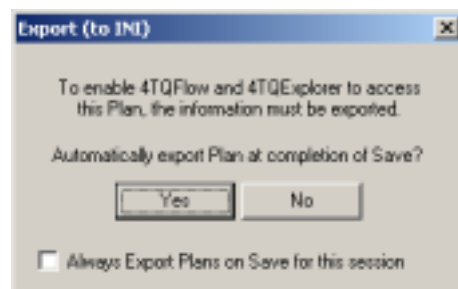 Export (to INI)
To enable 4TQFlow and 4TQExplorer to access
this Plan, the information must be exported.
Automatically export Plan at completion of Save?
Yes No
Always Export Plans on Save for this session